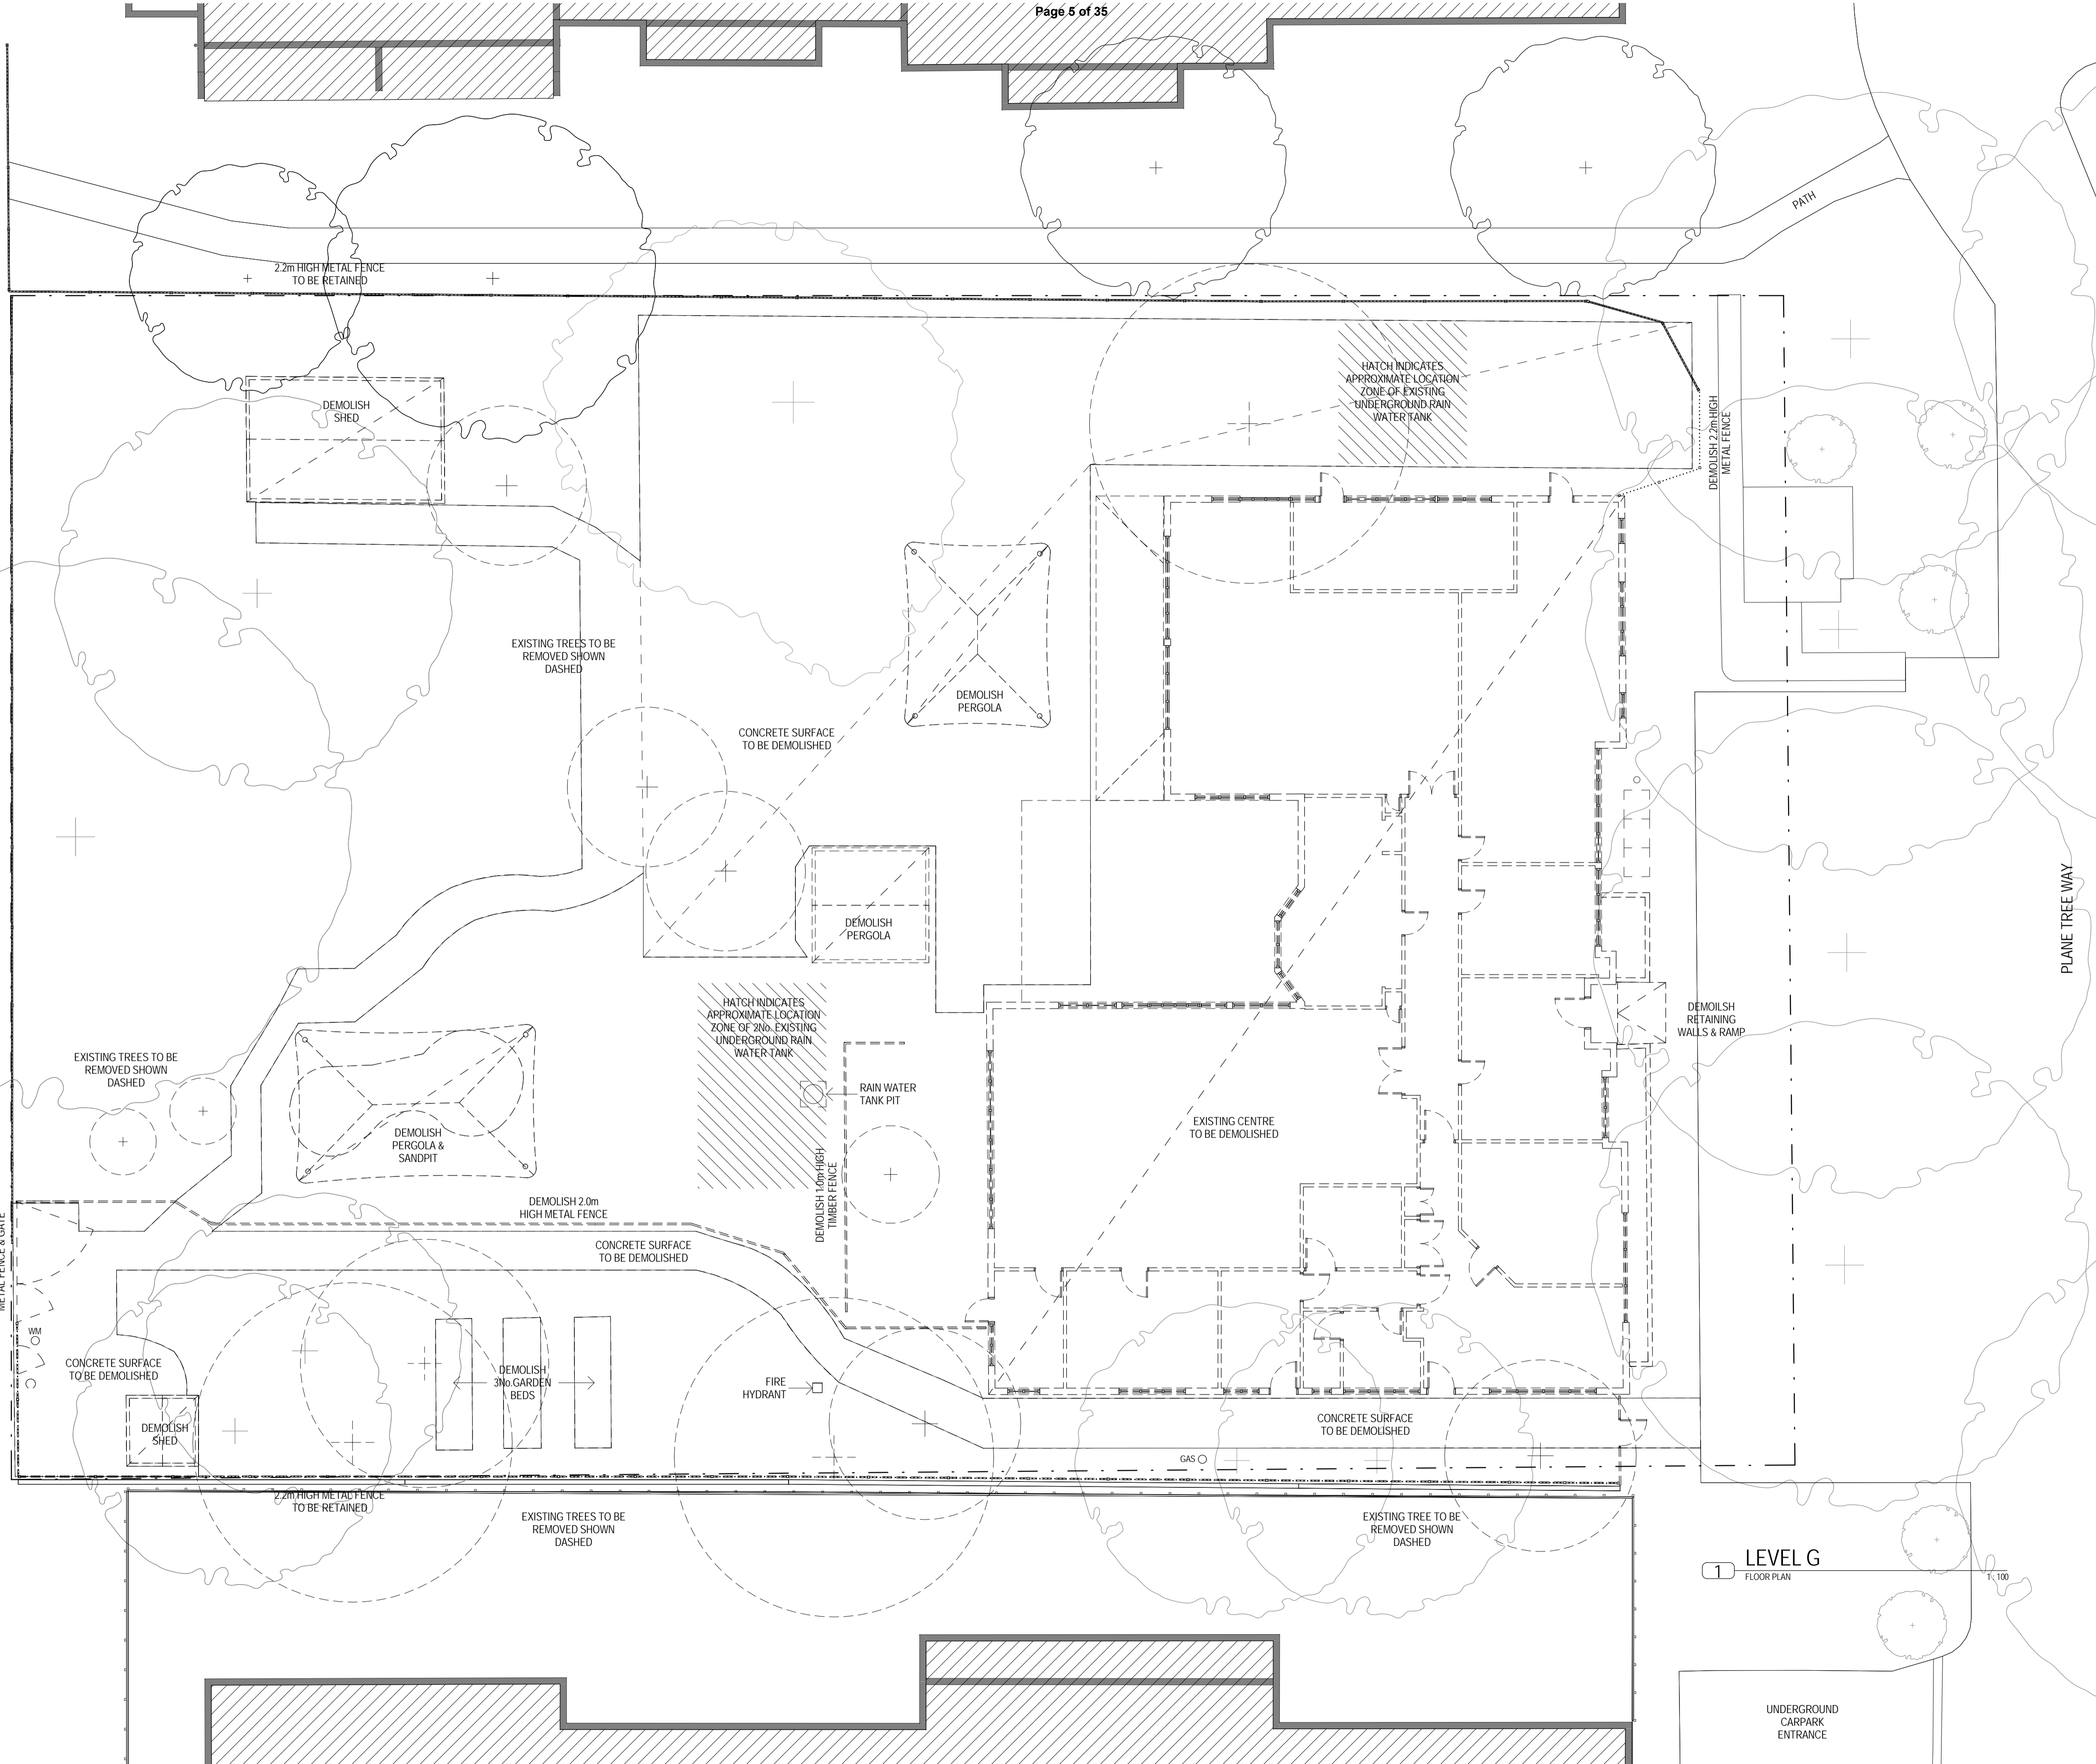 Page 5 of 35
PATH
2.2m HIGH METAL FENCE
TO BE RETAINED
HATCH INDICATES
APPROXIMATE LOCATION
ZONE OF EXISTING
UNDERGROUND RAIN
WATER TANK
DEMOLISH
SHED
DEMOLISH 2.2m HIGH
METAL FENCE
EXISTING TREES TO BE
REMOVED SHOWN
DASHED
DEMOLISH
PERGOLA
CONCRETE SURFACE
TO BE DEMOLISHED
DEMOLISH
PERGOLA
PLANE TREE WAY
HATCH INDICATES
APPROXIMATE LOCATION
ZONE OF 2No. EXISTING
UNDERGROUND RAIN
WATER TANK
DEMOILSH
RETAINING
WALLS & RAMP
EXISTING TREES TO BE
REMOVED SHOWN
DASHED
RAIN WATER
TANK PIT
EXISTING CENTRE
TO BE DEMOLISHED
DEMOLISH
PERGOLA &
SANDPIT
DEMOLISH 1.0m HIGH
TIMBER FENCE
DEMOLISH 2.0m
HIGH METAL FENCE
CONCRETE SURFACE
TO BE DEMOLISHED
METAL FENCE & GATE
WM
CONCRETE SURFACE
TO BE DEMOLISHED
DEMOLISH
3No.GARDEN
BEDS
FIRE
HYDRANT
DEMOLISH
SHED
CONCRETE SURFACE
TO BE DEMOLISHED
GAS
2.2m HIGH METAL FENCE
TO BE RETAINED
EXISTING TREES TO BE
REMOVED SHOWN
DASHED
EXISTING TREE TO BE
REMOVED SHOWN
DASHED
1
LEVEL G
FLOOR PLAN
1 : 100
UNDERGROUND
CARPARK
ENTRANCE